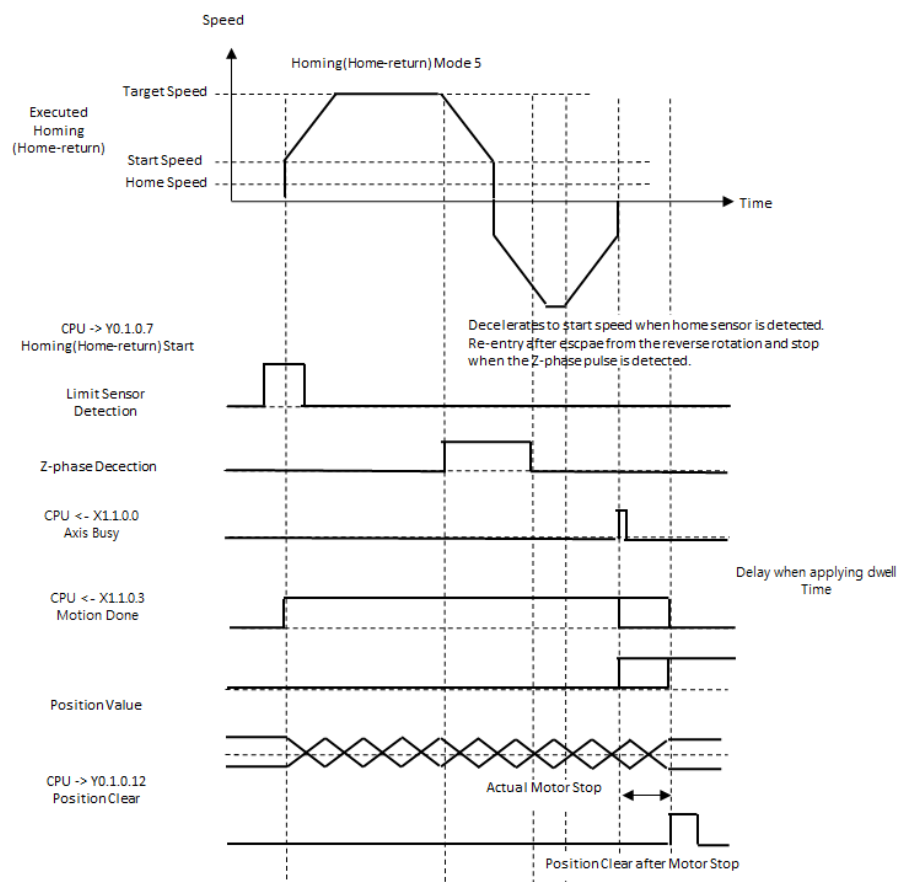 Speed
Homing(Home-return) Mode 5
Target Speed
Executed
Homing
(Home-return)
Start Speed
Home Speed
Time
CPU -> Y0.1.0.7
Homing(Home-return) Start
Decelerates to start speed when home sensor is detected.
Re-entry after escpae from the reverse rotation and stop
when the Z-phase pulse is detected.
Limit Sensor
Detection
Z-phase Decection
CPU <- X1.1.0.0
Axis Busy
Delay when applying dwell
Time
CPU <- X1.1.0.3
Motion Done
Position Value
CPU -> Y0.1.0.12
Position Clear
Actual Motor Stop
Position Clear after Motor Stop